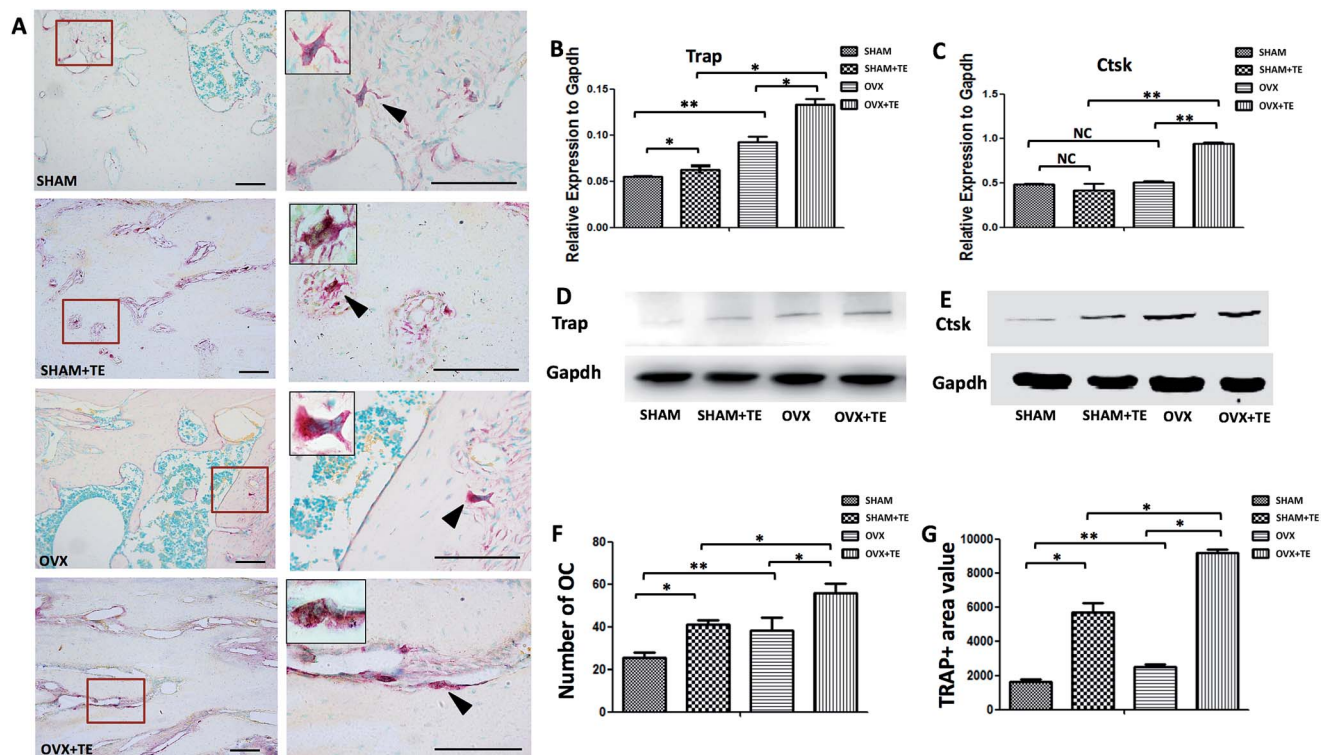 A
SHAM
SHAM+TE
OVX
OVX+TE
B
Trap
SHAM
SHAM+TE
OVX
OVX+TE
Relative Expression to Gapdh
0.15
0.10
0.05
0.00
*
**
*
*
C
Ctsk
SHAM
SHAM+TE
OVX
OVX+TE
Relative Expression to Gapdh
1.5
1.0
0.5
0.0
NC
NC
**
**
D
Trap
Gapdh
SHAM SHAM+TE OVX OVX+TE
E
Ctsk
Gapdh
SHAM SHAM+TE OVX OVX+TE
F
SHAM
SHAM+TE
OVX
OVX+TE
Number of OC
80
60
40
20
0
*
**
*
*
G
SHAM
SHAM+TE
OVX
OVX+TE
TRAP+ area value
10000
8000
6000
4000
2000
0
*
**
*
*